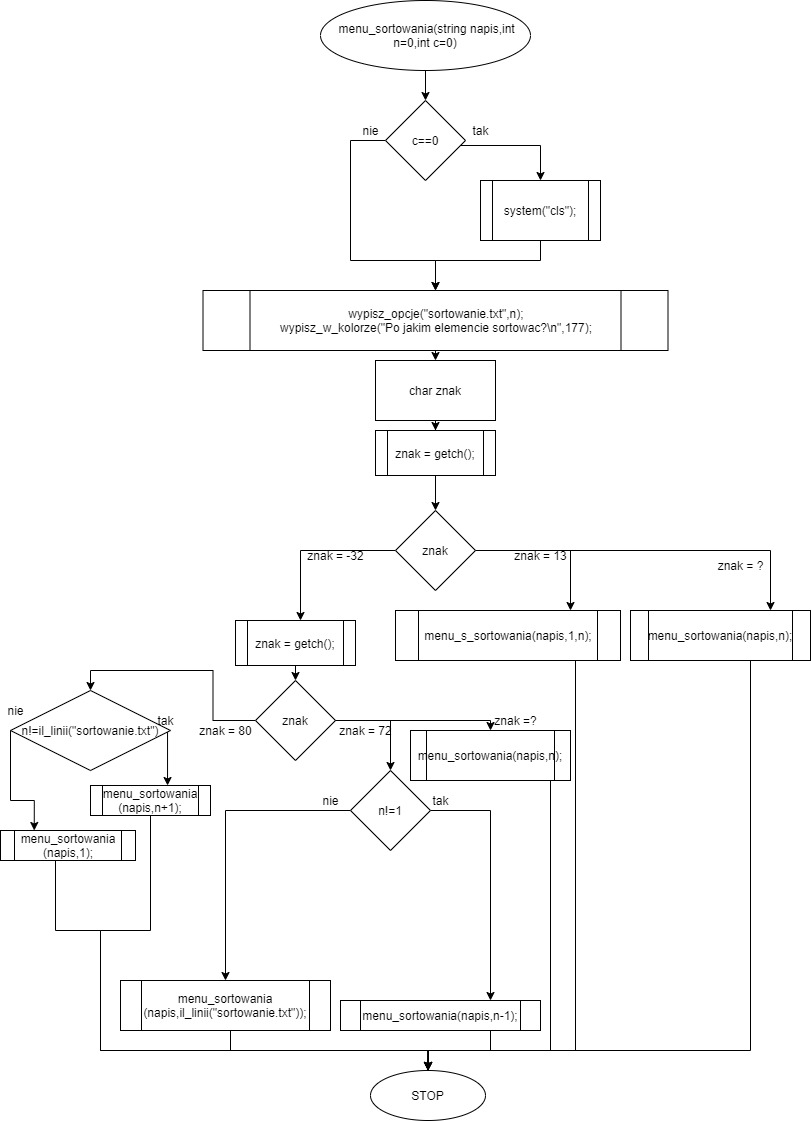 menu_sortowania(string napis,int
n=0,int c=0)
nie
tak
c==0
system("cls");
wypisz_opcje("sortowanie.txt",n);
wypisz_w_kolorze("Po jakim elemencie sortowac?\n",177);
char znak
znak = getch();
znak
znak = -32
znak = 13
znak = ?
znak = getch();
menu_s_sortowania(napis,1,n);
menu_sortowania(napis,n);
nie
tak
n!=il_linii("sortowanie.txt")
znak = 80
znak
znak = 72
znak =?
menu_sortowania(napis,n);
menu_sortowania
(napis,n+1);
menu_sortowania
(napis,1);
nie
tak
n!=1
menu_sortowania
(napis,il_linii("sortowanie.txt"));
menu_sortowania(napis,n-1);
STOP